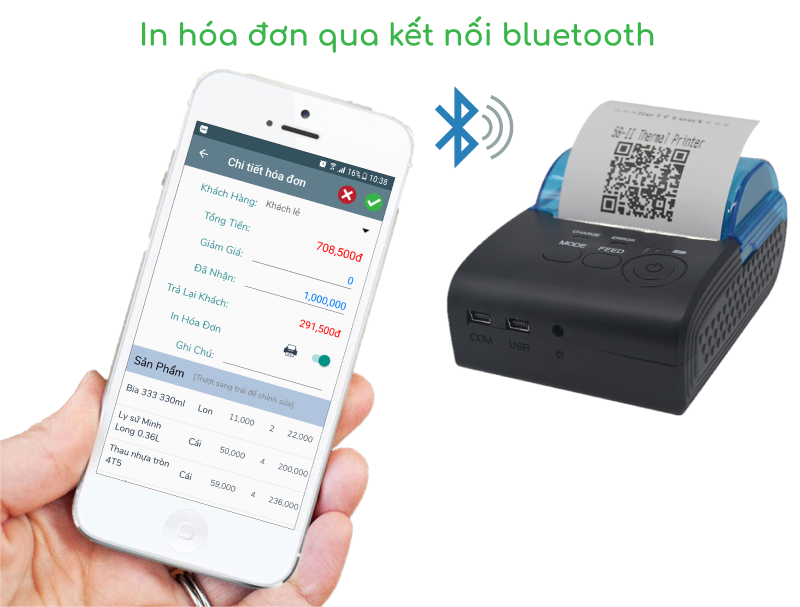 In hóa đơn qua kết nối bluetooth
16% 10:38
Chi tiết hóa đơn
Khách Hàng: Khách lẻ
Tổng Tiền: 708,500đ
Giảm Giá: 0
Đã Nhận: 1,000,000
Trả Lại Khách: 291,500đ
In Hóa Đơn
Ghi Chú:
Sản Phẩm [Trượt sang trái để chỉnh sửa]
Bia 333 330ml Lon 11,000 2 22,000
Ly sứ Minh
Long 0.36L Cái 50,000 4 200,000
Thau nhựa tròn
4T5 Cái 59,000 4 236,000
>>>Selftest<<<
58-II Thermal Printer
CHARGE ERROR
MODE FEED
COM USB